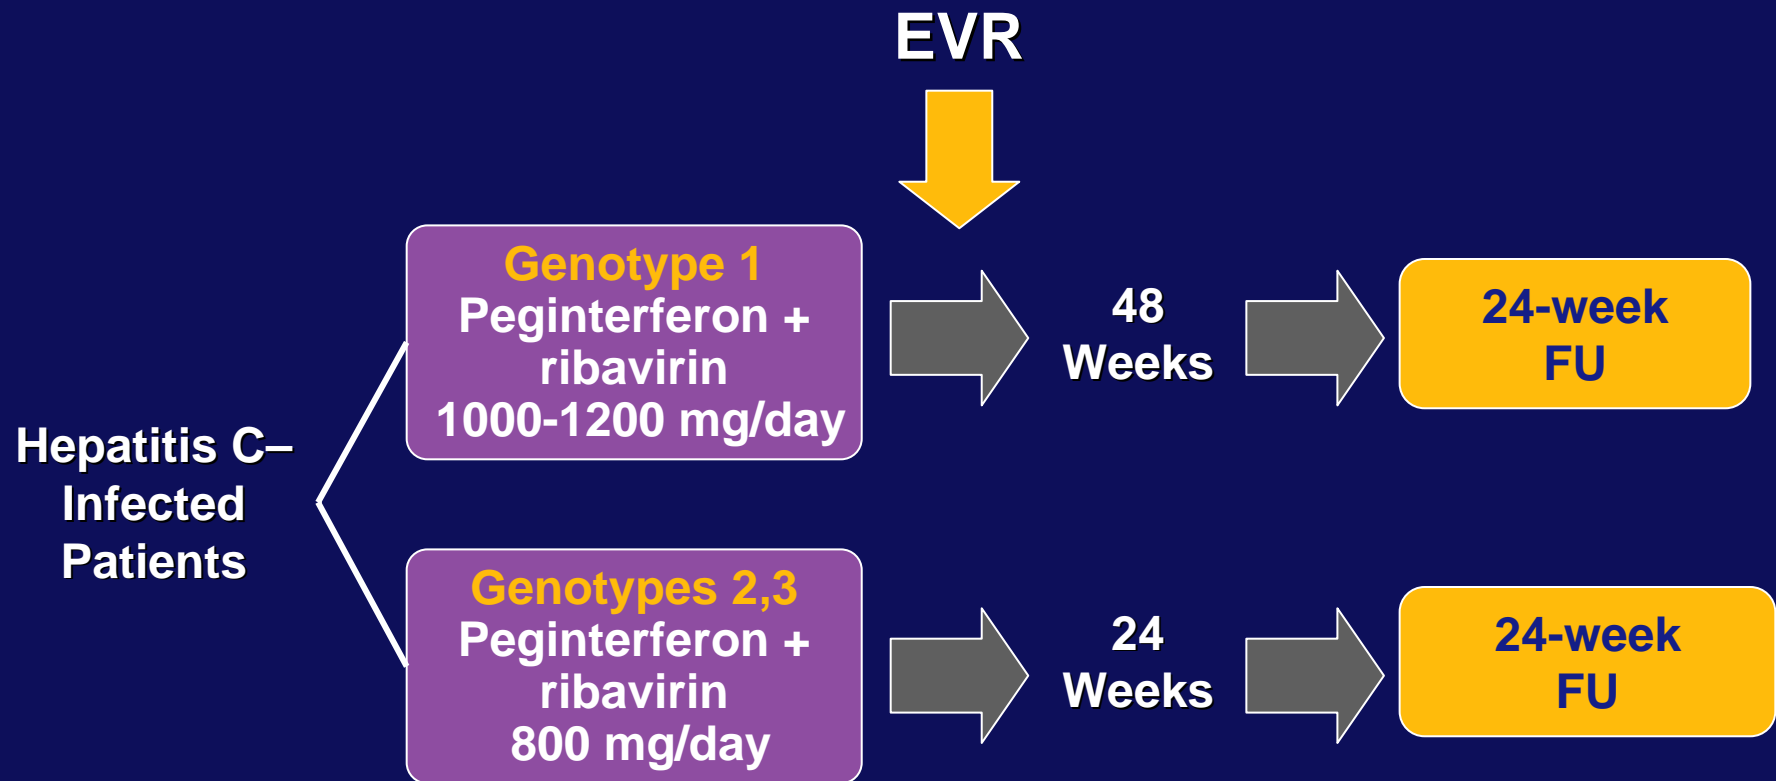 EVR
Hepatitis C–
Infected
Patients
Genotype 1
Peginterferon +
ribavirin
1000-1200 mg/day
48
Weeks
24-week
FU
Genotypes 2,3
Peginterferon +
ribavirin
800 mg/day
24
Weeks
24-week
FU